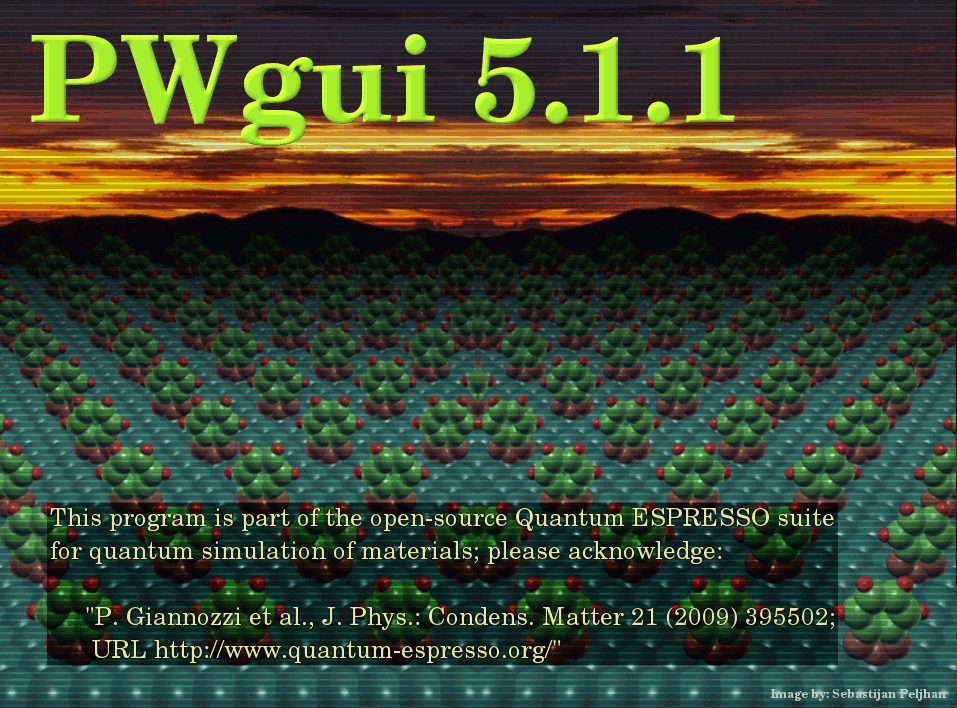 PWgui 5.1.1
This program is part of the open-source Quantum ESPRESSO suite
for quantum simulation of materials; please acknowledge:
"P. Giannozzi et al., J. Phys.: Condens. Matter 21 (2009) 395502;
URL http://www.quantum-espresso.org/"
Image by: Sebastijan Peljhan